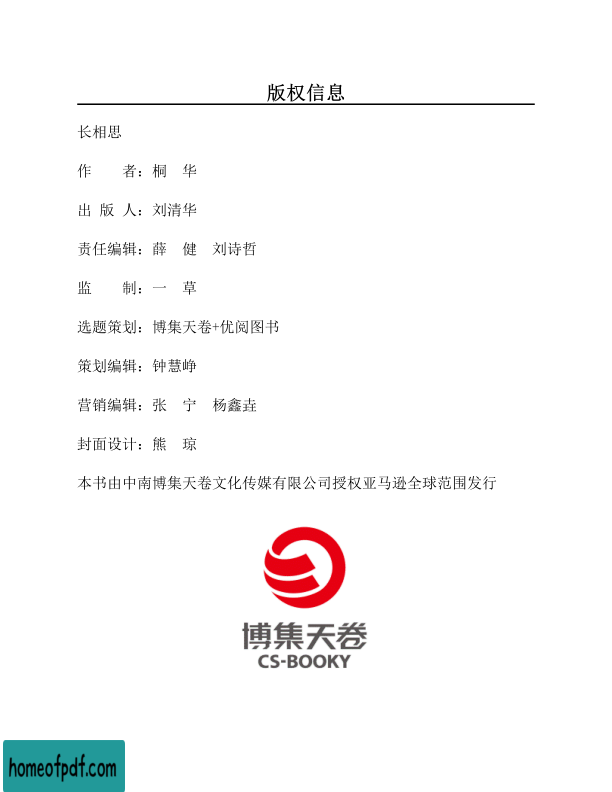 版权信息
长相思
作　　者：桐　华
出 版 人：刘清华
责任编辑：薛　健　刘诗哲
监　　制：一　草
选题策划：博集天卷+优阅图书
策划编辑：钟慧峥
营销编辑：张　宁　杨鑫垚
封面设计：熊　琼
本书由中南博集天卷文化传媒有限公司授权亚马逊全球范围发行
博集天卷
CS-BOOKY
homeofpdf.com